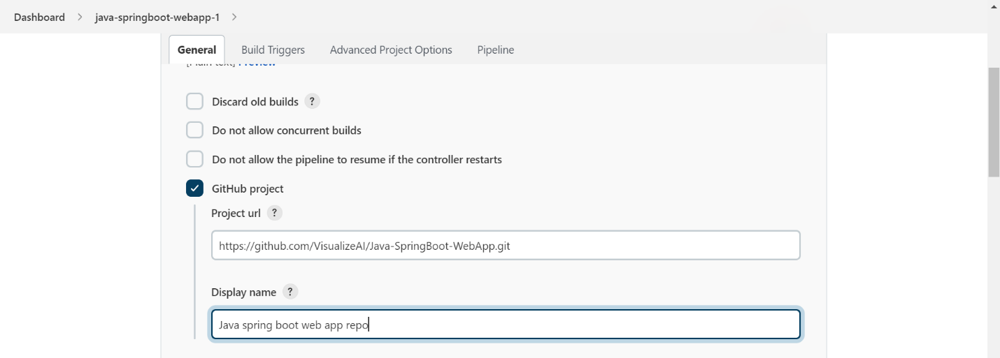 Dashboard > java-springboot-webapp-1 >
General Build Triggers Advanced Project Options Pipeline
[Plain text] Preview
Discard old builds ?
Do not allow concurrent builds
Do not allow the pipeline to resume if the controller restarts
GitHub project
Project url ?
https://github.com/VisualizeAI/Java-SpringBoot-WebApp.git
Display name ?
Java spring boot web app repo